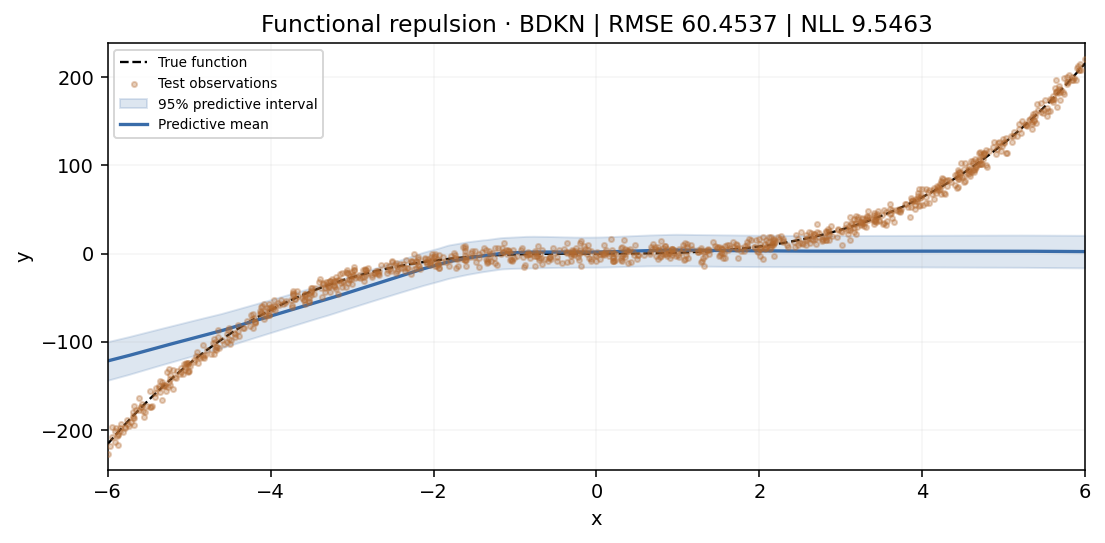 Functional repulsion · BDKN | RMSE 60.4537 | NLL 9.5463
True function
Test observations
95% predictive interval
Predictive mean
y
200
100
0
−100
−200
−6 −4 −2 0 2 4 6
x